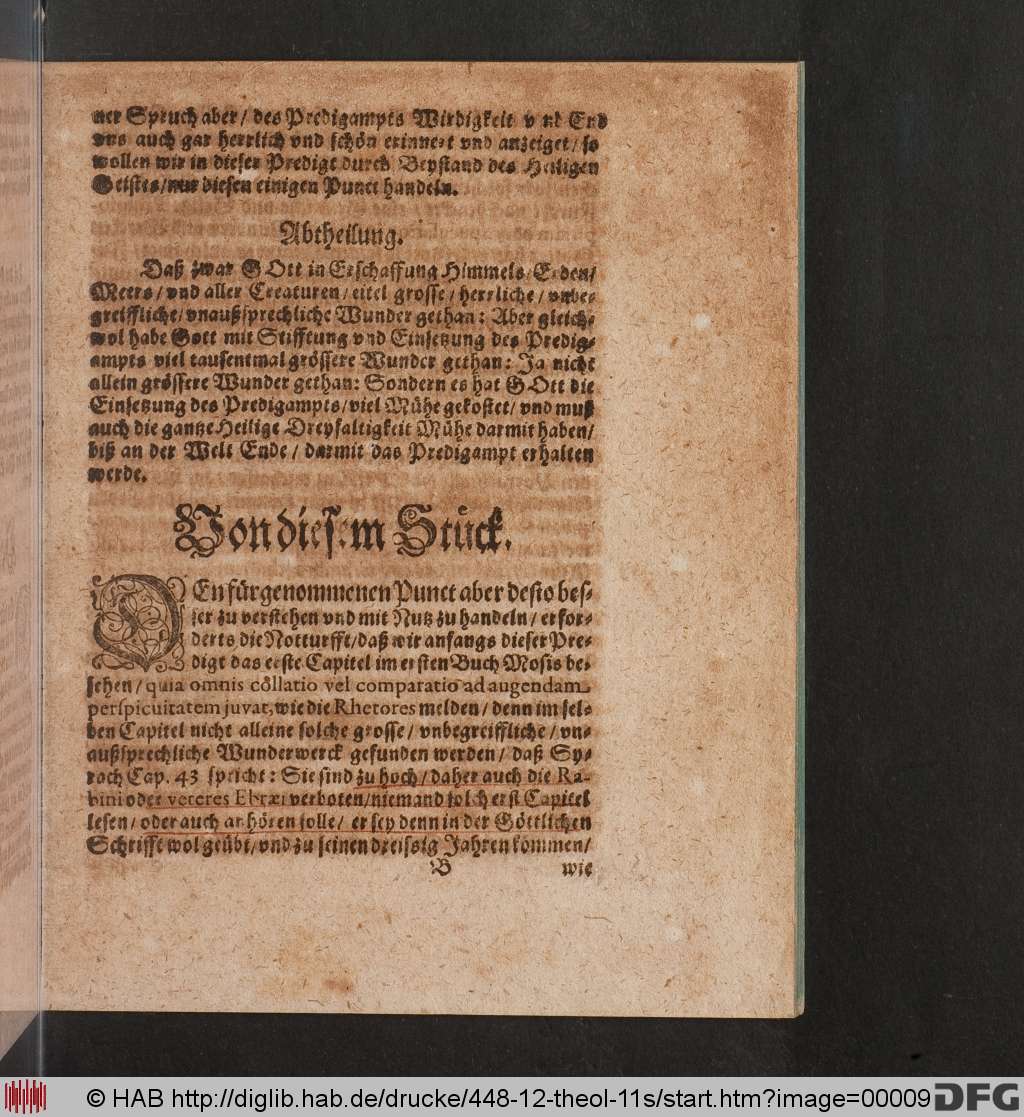 ner Spruch aber / des Predigampts Wirdigkeit vnd End
vns auch gar herrlich vnd schön erinnert vnd anzeiget / so
wollen wir in dieser Predigt durch Beystand des Heiligen
Geistes / nur diesen einigen Punct handeln.
Abtheilung.
Daß zwar GOtt in Erschaffung Himmels / Erden /
Meers / vnd aller Creaturen / eitel grosse / herrliche / vnbe-
greiffliche / vnaußsprechliche Wunder gethan: Aber gleich-
wol habe Gott mit Stifftung vnd Einsetzung des Predig-
ampts viel tausentmal grössere Wunder gethan: Ja nicht
allein grössere Wunder gethan: Sondern es hat GOtt die
Einsetzung des Predigampts / viel Mühe gekostet / vnd muß
auch die gantze Heilige Dreyfaltigkeit Mühe darmit haben /
biß an der Welt Ende / darmit das Predigampt erhalten
werde.
Von diesem Stück.
DEn fürgenommenen Punct aber desto bes-
ser zu verstehen vnd mit Nutz zu handeln / erfor-
derts die Notturfft / daß wir anfangs dieser Pre-
digt das erste Capitel im ersten Buch Mosis be-
sehen / quia omnis collatio vel comparatio ad augendam
perspicuitatem juvat, wie die Rhetores melden / denn im sel-
ben Capitel nicht alleine solche grosse / vnbegreiffliche / vn-
außsprechliche Wunderwerck gefunden werden / daß Sy-
rach Cap. 43 spricht: Sie sind zu hoch / daher auch die Ra-
bini oder veteres Ebræi verboten / niemand solch erst Capitel
lesen / oder auch anhören solle / er sey denn in der Göttlichen
Schrifft wol geübt / vnd zu seinen dreissig Jahren kommen /
B wie
© HAB http://diglib.hab.de/drucke/448-12-theol-11s/start.htm?image=00009
DFG